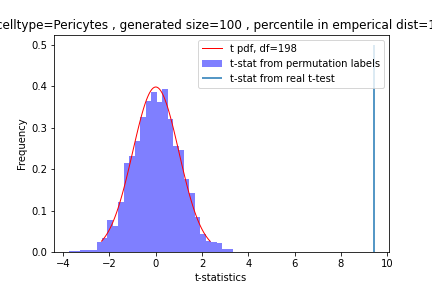 celltype=Pericytes , generated size=100 , percentile in emperical dist=1
t pdf, df=198
t-stat from permutation labels
t-stat from real t-test
Frequency
0.5
0.4
0.3
0.2
0.1
0.0
−4 −2 0 2 4 6 8 10
t-statistics